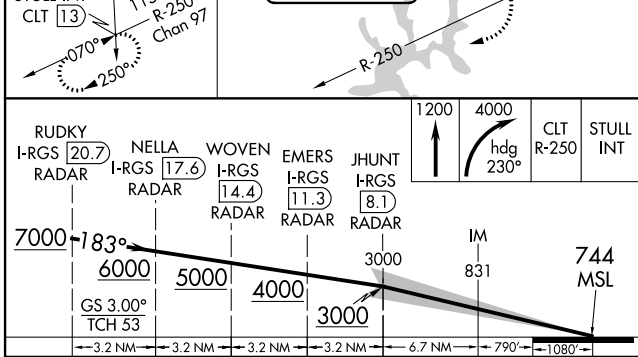 CLT 13
R-250
Chan 97
070°
250°
R-250
1200
4000
hdg
230°
CLT
R-250
STULL
INT
RUDKY
I-RGS 20.7
RADAR
NELLA
I-RGS 17.6
RADAR
WOVEN
I-RGS
14.4
RADAR
EMERS
I-RGS
11.3
RADAR
JHUNT
I-RGS
8.1
RADAR
7000
183°
6000
5000
4000
3000
3000
IM
831
744
MSL
GS 3.00°
TCH 53
3.2 NM
3.2 NM
3.2 NM
3.2 NM
6.7 NM
790'
1080'